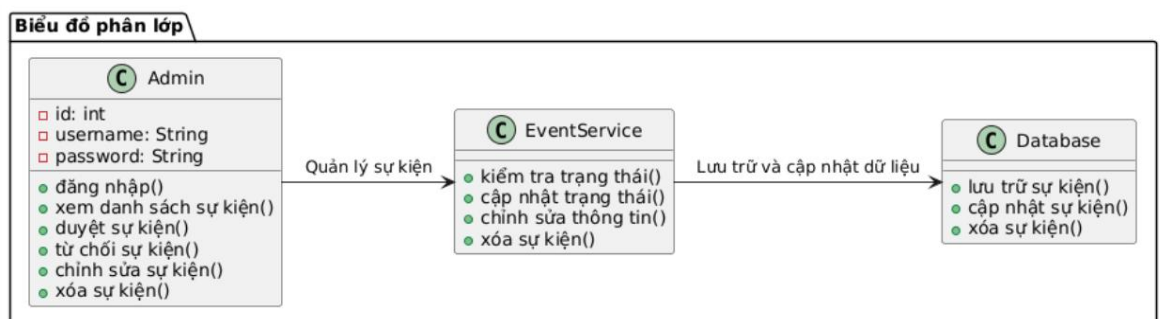 Biểu đồ phân lớp
C Admin
id: int
username: String
password: String
đăng nhập()
xem danh sách sự kiện()
duyệt sự kiện()
từ chối sự kiện()
chỉnh sửa sự kiện()
xóa sự kiện()
Quản lý sự kiện
C EventService
kiểm tra trạng thái()
cập nhật trạng thái()
chỉnh sửa thông tin()
xóa sự kiện()
Lưu trữ và cập nhật dữ liệu
C Database
lưu trữ sự kiện()
cập nhật sự kiện()
xóa sự kiện()